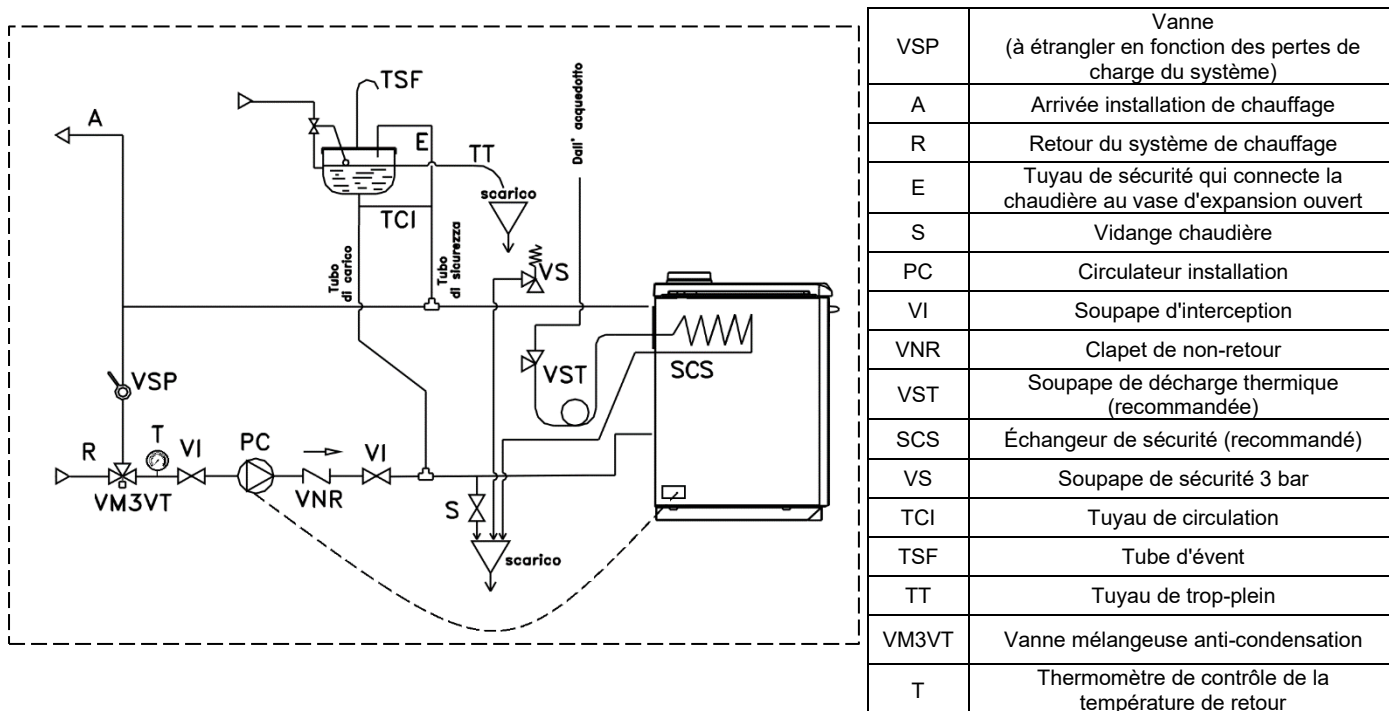 TSF
A
E
TT
Dall' acquedotto
scarico
TCI
Tubo
di carico
Tubo
di sicurezza
VS
VSP
VST
SCS
R
T
VI
PC
VI
VM3VT
VNR
S
scarico
VSP
Vanne
(à étrangler en fonction des pertes de
charge du système)
A
Arrivée installation de chauffage
R
Retour du système de chauffage
E
Tuyau de sécurité qui connecte la
chaudière au vase d'expansion ouvert
S
Vidange chaudière
PC
Circulateur installation
VI
Soupape d'interception
VNR
Clapet de non-retour
VST
Soupape de décharge thermique
(recommandée)
SCS
Échangeur de sécurité (recommandé)
VS
Soupape de sécurité 3 bar
TCI
Tuyau de circulation
TSF
Tube d'évent
TT
Tuyau de trop-plein
VM3VT
Vanne mélangeuse anti-condensation
T
Thermomètre de contrôle de la
température de retour